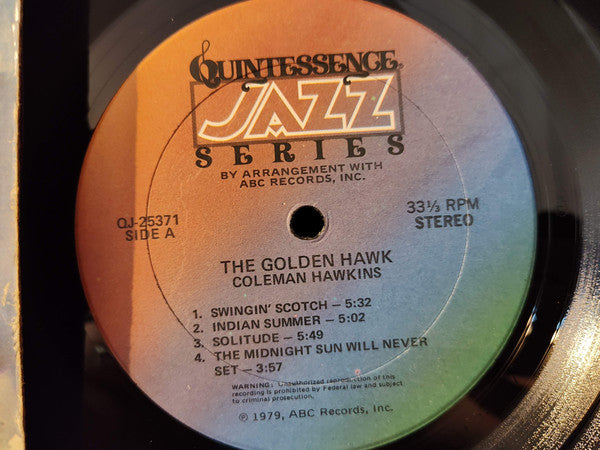 QUINTESSENCE
JAZZ
SERIES
BY ARRANGEMENT WITH
ABC RECORDS, INC.
QJ-25371
SIDE A
33⅓ RPM
STEREO
THE GOLDEN HAWK
COLEMAN HAWKINS
1. SWINGIN' SCOTCH – 5:32
2. INDIAN SUMMER – 5:02
3. SOLITUDE – 5:49
4. THE MIDNIGHT SUN WILL NEVER
SET – 3:57
WARNING: Unauthorized reproduction of this
recording is prohibited by Federal law and subject
to criminal prosecution.
℗ 1979, ABC Records, Inc.